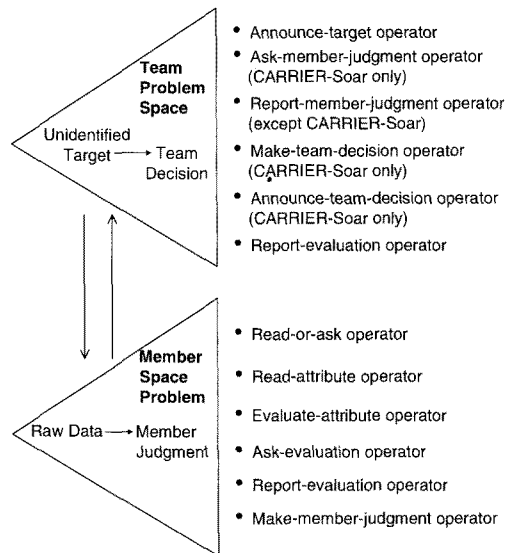 Team
Problem
Space
Unidentified
Target
Team
Decision
• Announce-target operator
• Ask-member-judgment operator
(CARRIER-Soar only)
• Report-member-judgment operator
(except CARRIER-Soar)
• Make-team-decision operator
(CARRIER-Soar only)
• Announce-team-decision operator
(CARRIER-Soar only)
• Report-evaluation operator
Member
Space
Problem
Raw Data
Member
Judgment
• Read-or-ask operator
• Read-attribute operator
• Evaluate-attribute operator
• Ask-evaluation operator
• Report-evaluation operator
• Make-member-judgment operator